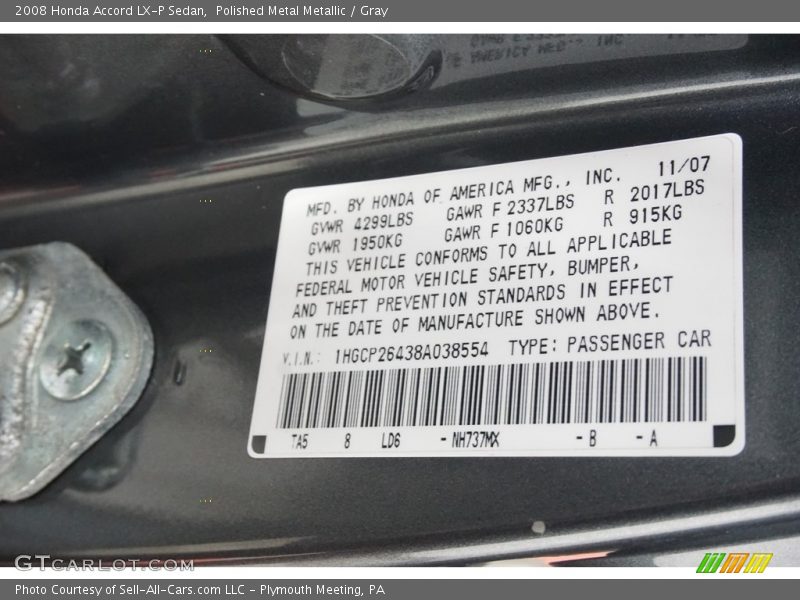 2008 Honda Accord LX-P Sedan, Polished Metal Metallic / Gray
MFD. BY HONDA OF AMERICA MFG., INC. 11/07
GVWR 4299LBS GAWR F 2337LBS R 2017LBS
GVWR 1950KG GAWR F 1060KG R 915KG
THIS VEHICLE CONFORMS TO ALL APPLICABLE
FEDERAL MOTOR VEHICLE SAFETY, BUMPER,
AND THEFT PREVENTION STANDARDS IN EFFECT
ON THE DATE OF MANUFACTURE SHOWN ABOVE.
V.I.N.: 1HGCP26438A038554 TYPE: PASSENGER CAR
TA5 8 LD6 - NH737MX - B - A
GTCARLOT.COM
Photo Courtesy of Sell-All-Cars.com LLC - Plymouth Meeting, PA